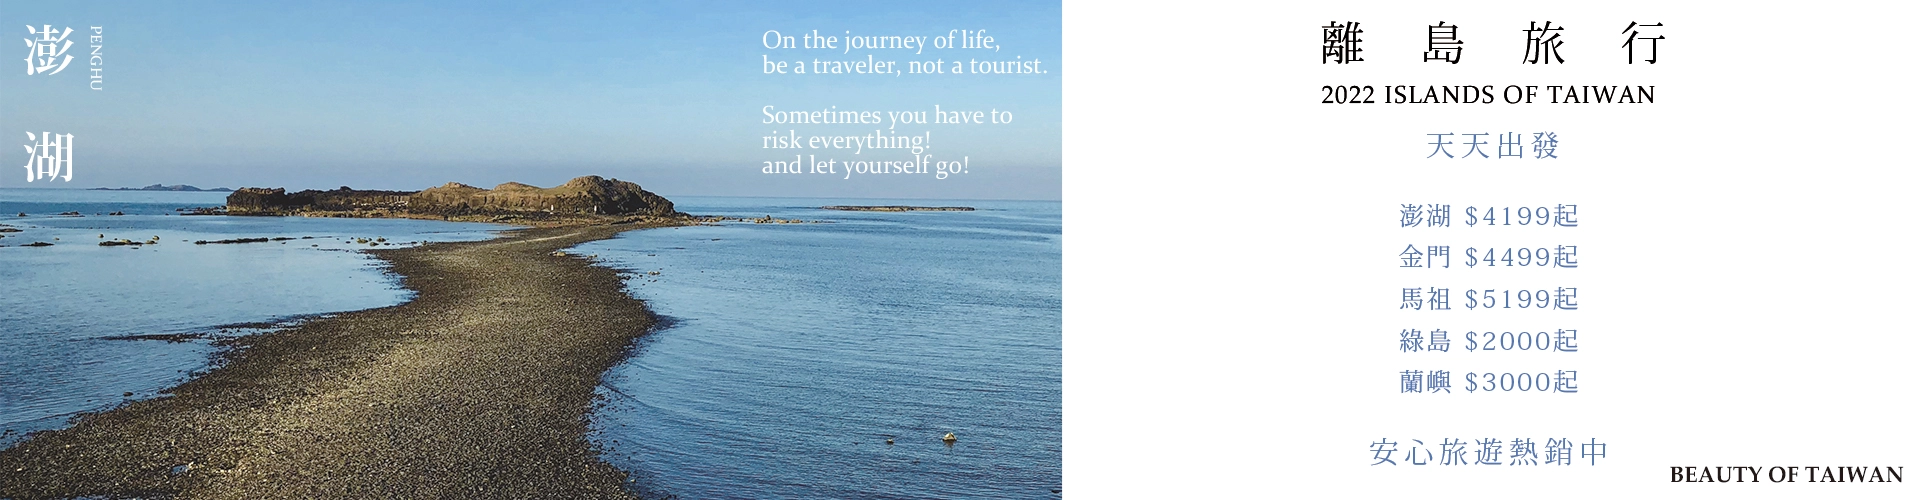 澎湖
PENGHU
On the journey of life,
be a traveler, not a tourist.
Sometimes you have to
risk everything!
and let yourself go!
離島旅行
2022 ISLANDS OF TAIWAN
天天出發
澎湖 $4199起
金門 $4499起
馬祖 $5199起
綠島 $2000起
蘭嶼 $3000起
安心旅遊熱銷中
BEAUTY OF TAIWAN